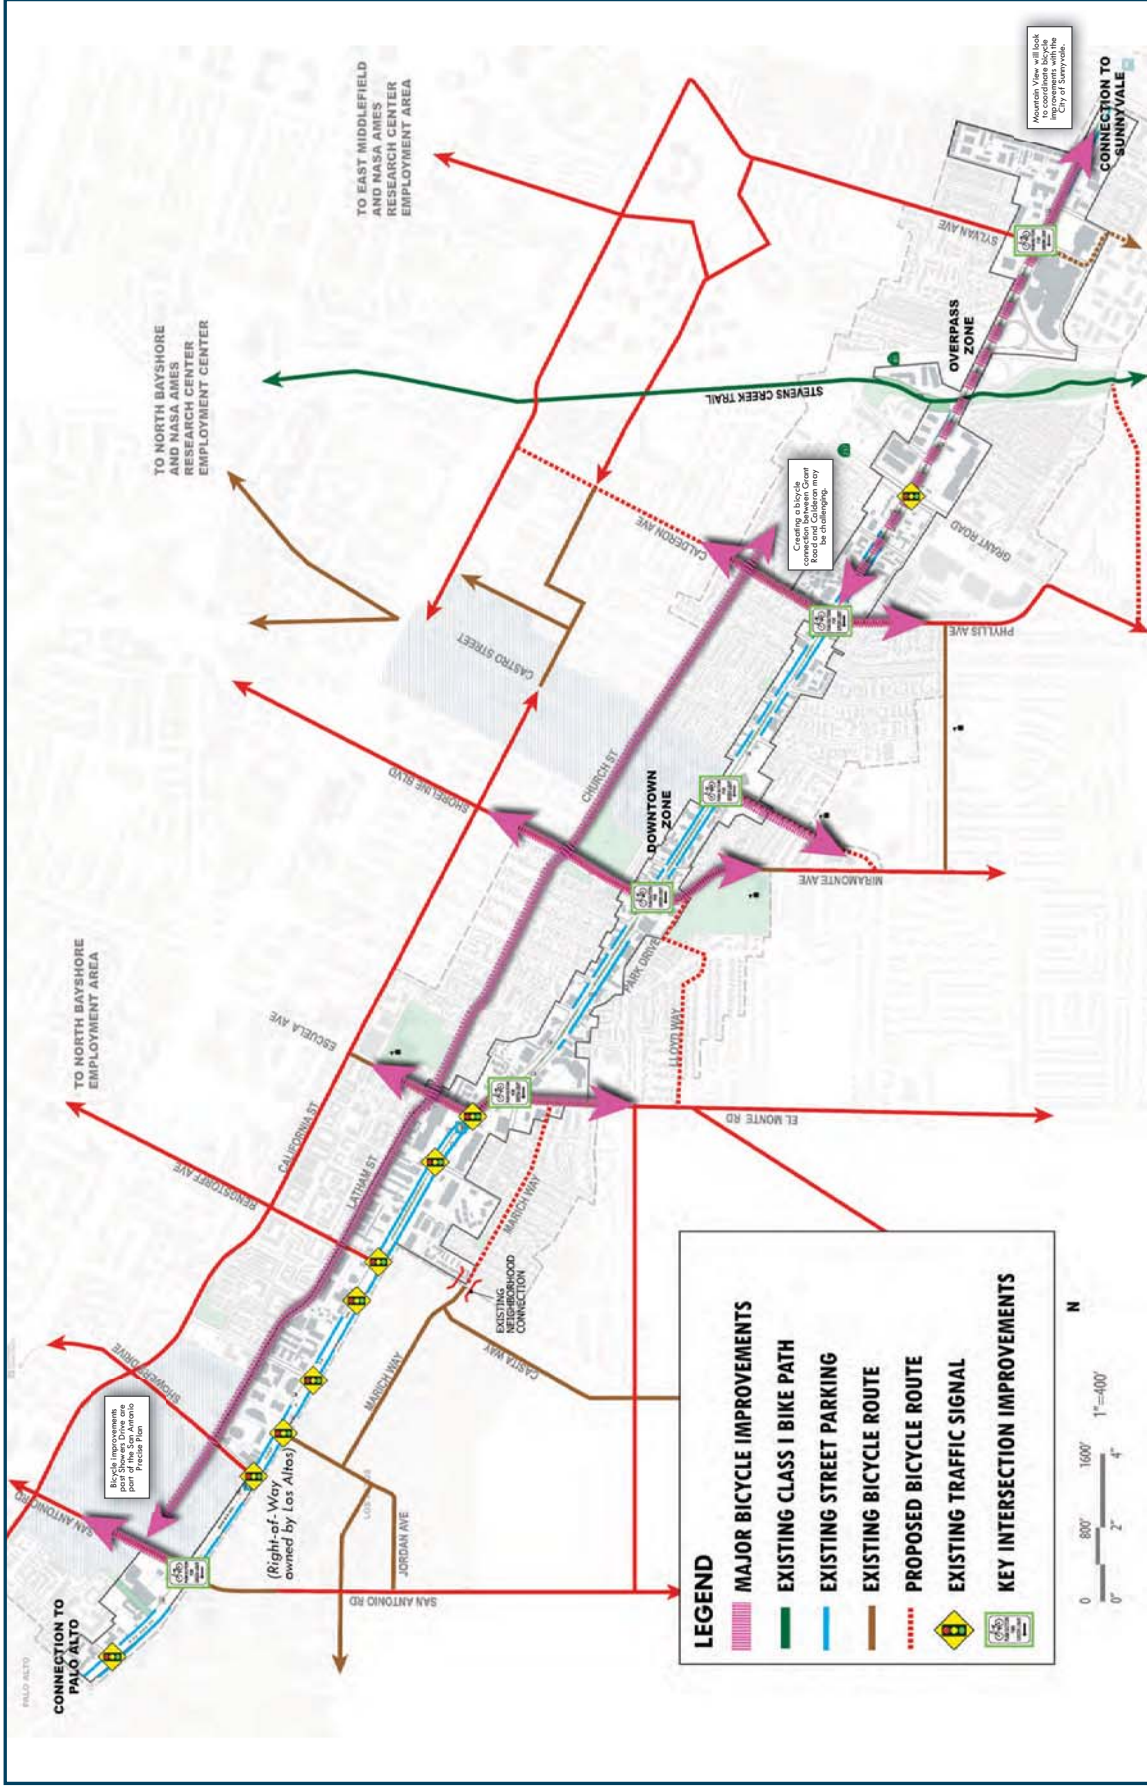 PALO ALTO
CONNECTION TO
PALO ALTO
SAN ANTONIO RD
Bicycle improvements
past Showers Drive are
part of the San Antonio
Precise Plan
SHOWERS DRIVE
(Right-of-Way
owned by Los Altos)
SAN ANTONIO RD
JORDAN AVE
MARICH WAY
CASITA WAY
EXISTING
NEIGHBORHOOD
CONNECTION
MARICH WAY
TO NORTH BAYSHORE
EMPLOYMENT AREA
RENGSTORFF AVE
CALIFORNIA ST
LATHAM ST
ESCUELA AVE
EL MONTE RD
LLOYD WAY
PARK DRIVE
MIRAMONTE AVE
SHORELINE BLVD
CHURCH ST
DOWNTOWN
ZONE
CASTRO STREET
TO NORTH BAYSHORE
AND NASA AMES
RESEARCH CENTER
EMPLOYMENT CENTER
CALDERON AVE
Creating a bicycle
connection between Grant
Road and Calderon may
be challenging.
PHYLLIS AVE
GRANT ROAD
STEVENS CREEK TRAIL
TO EAST MIDDLEFIELD
AND NASA AMES
RESEARCH CENTER
EMPLOYMENT AREA
OVERPASS
ZONE
SYLVAN AVE
Mountain View will look
to coordinate bicycle
improvements with the
City of Sunnyvale.
CONNECTION TO
SUNNYVALE
LEGEND
MAJOR BICYCLE IMPROVEMENTS
EXISTING CLASS I BIKE PATH
EXISTING STREET PARKING
EXISTING BICYCLE ROUTE
PROPOSED BICYCLE ROUTE
EXISTING TRAFFIC SIGNAL
KEY INTERSECTION IMPROVEMENTS
0 800' 1600' 1"=400'
0" 2" 4"
N